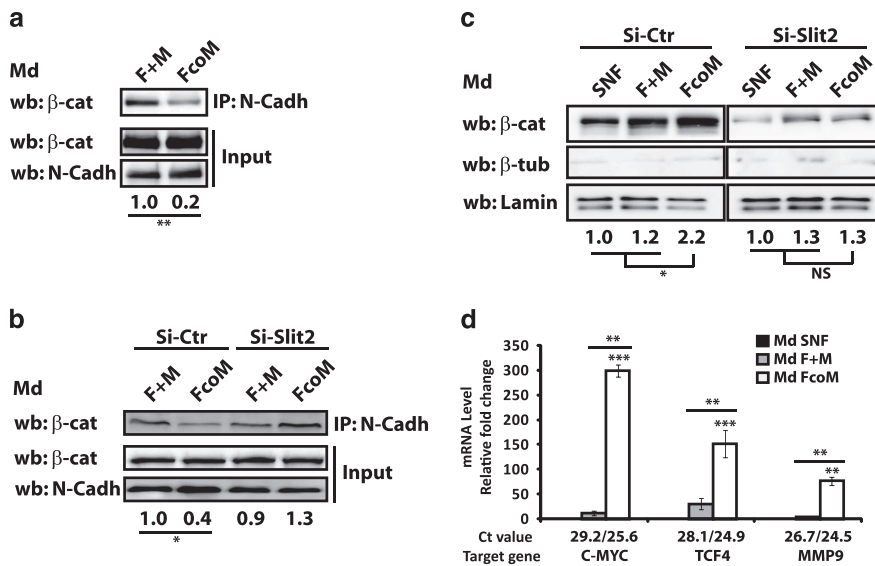 a
Md F+M FcoM
wb: β-cat IP: N-Cadh
wb: β-cat
wb: N-Cadh Input
1.0 0.2
**
b
Si-Ctr Si-Slit2
Md F+M FcoM F+M FcoM
wb: β-cat IP: N-Cadh
wb: β-cat
wb: N-Cadh Input
1.0 0.4 0.9 1.3
*
c
Si-Ctr Si-Slit2
Md SNF F+M FcoM SNF F+M FcoM
wb: β-cat
wb: β-tub
wb: Lamin
1.0 1.2 2.2 1.0 1.3 1.3
* NS
d
mRNA Level
Relative fold change
350
300
250
200
150
100
50
0
Md SNF
Md F+M
Md FcoM
** ***
** ***
** **
Ct value 29.2/25.6 28.1/24.9 26.7/24.5
Target gene C-MYC TCF4 MMP9